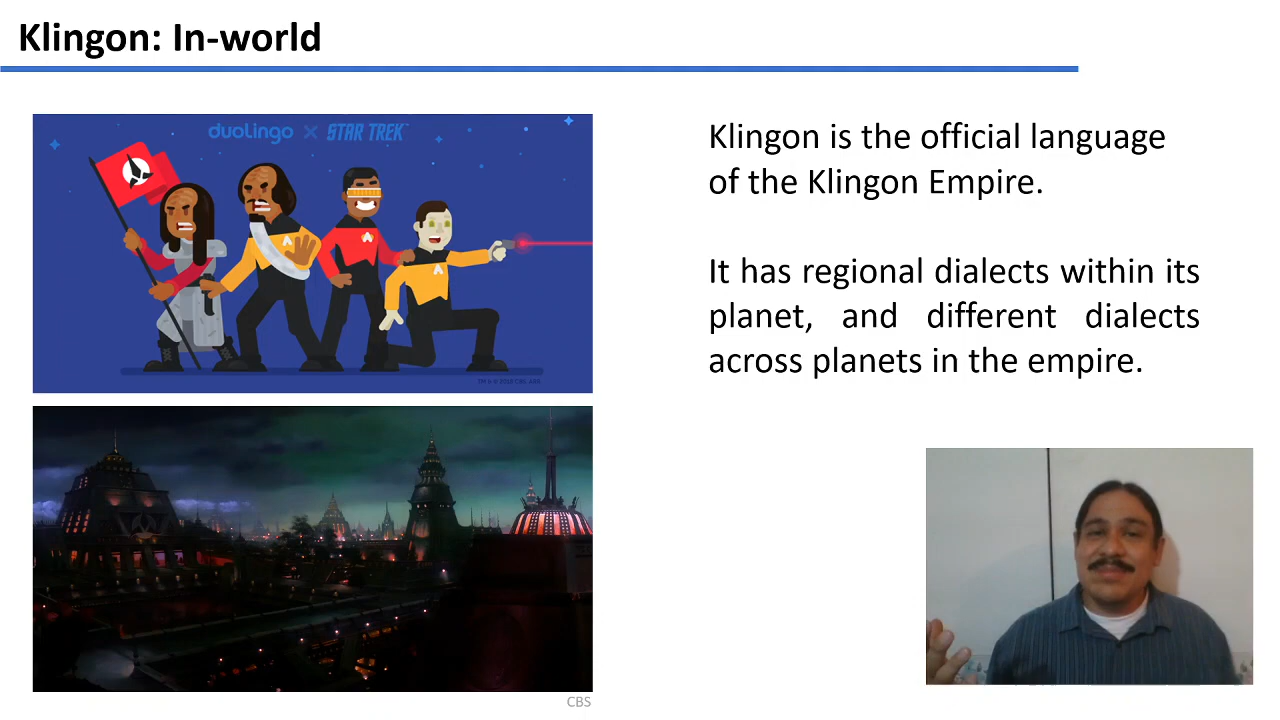 Klingon: In-world
duolingo × STAR TREK
Klingon is the official language
of the Klingon Empire.
It has regional dialects within its
planet, and different dialects
across planets in the empire.
CBS